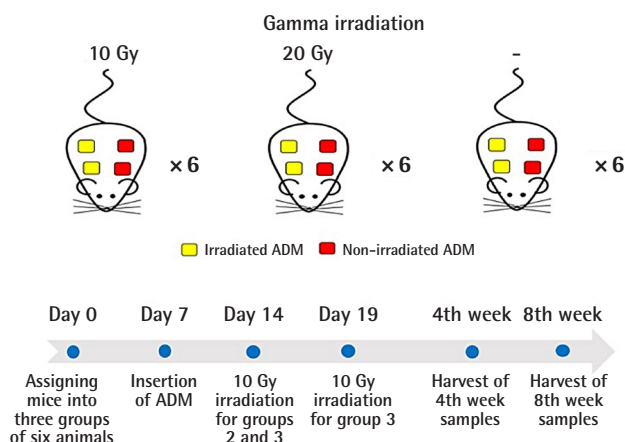 Gamma irradiation
10 Gy 20 Gy -
×6 ×6 ×6
Irradiated ADM Non-irradiated ADM
Day 0 Day 7 Day 14 Day 19 4th week 8th week
Assigning Insertion 10 Gy 10 Gy Harvest of Harvest of
mice into of ADM irradiation irradiation 4th week 8th week
three groups for groups for group 3 samples samples
of six animals 2 and 3